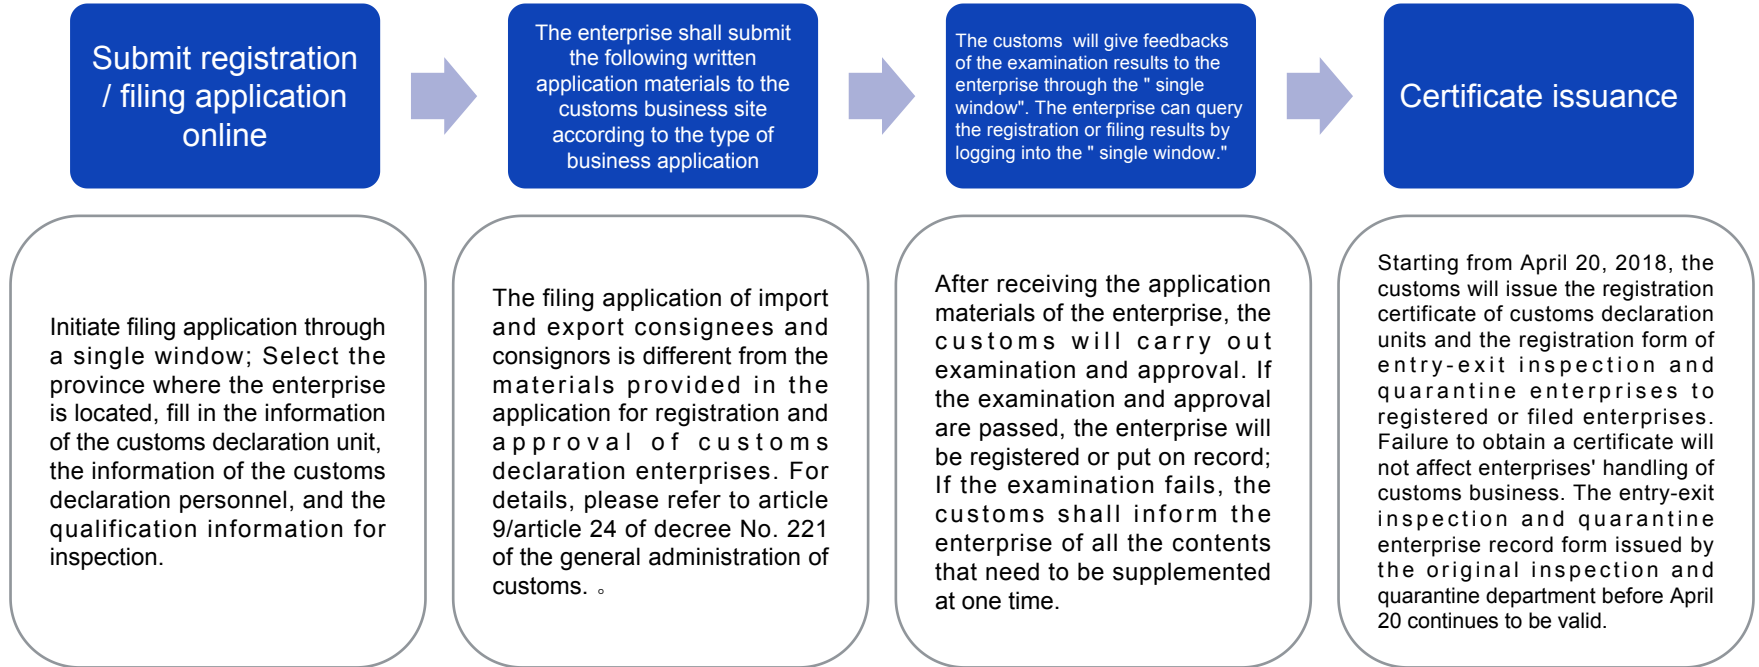 Submit registration
/ filing application
online
The enterprise shall submit
the following written
application materials to the
customs business site
according to the type of
business application
The customs will give feedbacks
of the examination results to the
enterprise through the " single
window". The enterprise can query
the registration or filing results by
logging into the " single window."
Certificate issuance
Initiate filing application through
a single window; Select the
province where the enterprise
is located, fill in the information
of the customs declaration unit,
the information of the customs
declaration personnel, and the
qualification information for
inspection.
The filing application of import
and export consignees and
consignors is different from the
materials provided in the
application for registration and
approval of customs
declaration enterprises. For
details, please refer to article
9/article 24 of decree No. 221
of the general administration of
customs. 。
After receiving the application
materials of the enterprise, the
customs will carry out
examination and approval. If
the examination and approval
are passed, the enterprise will
be registered or put on record;
If the examination fails, the
customs shall inform the
enterprise of all the contents
that need to be supplemented
at one time.
Starting from April 20, 2018, the
customs will issue the registration
certificate of customs declaration
units and the registration form of
entry-exit inspection and
quarantine enterprises to
registered or filed enterprises.
Failure to obtain a certificate will
not affect enterprises' handling of
customs business. The entry-exit
inspection and quarantine
enterprise record form issued by
the original inspection and
quarantine department before April
20 continues to be valid.